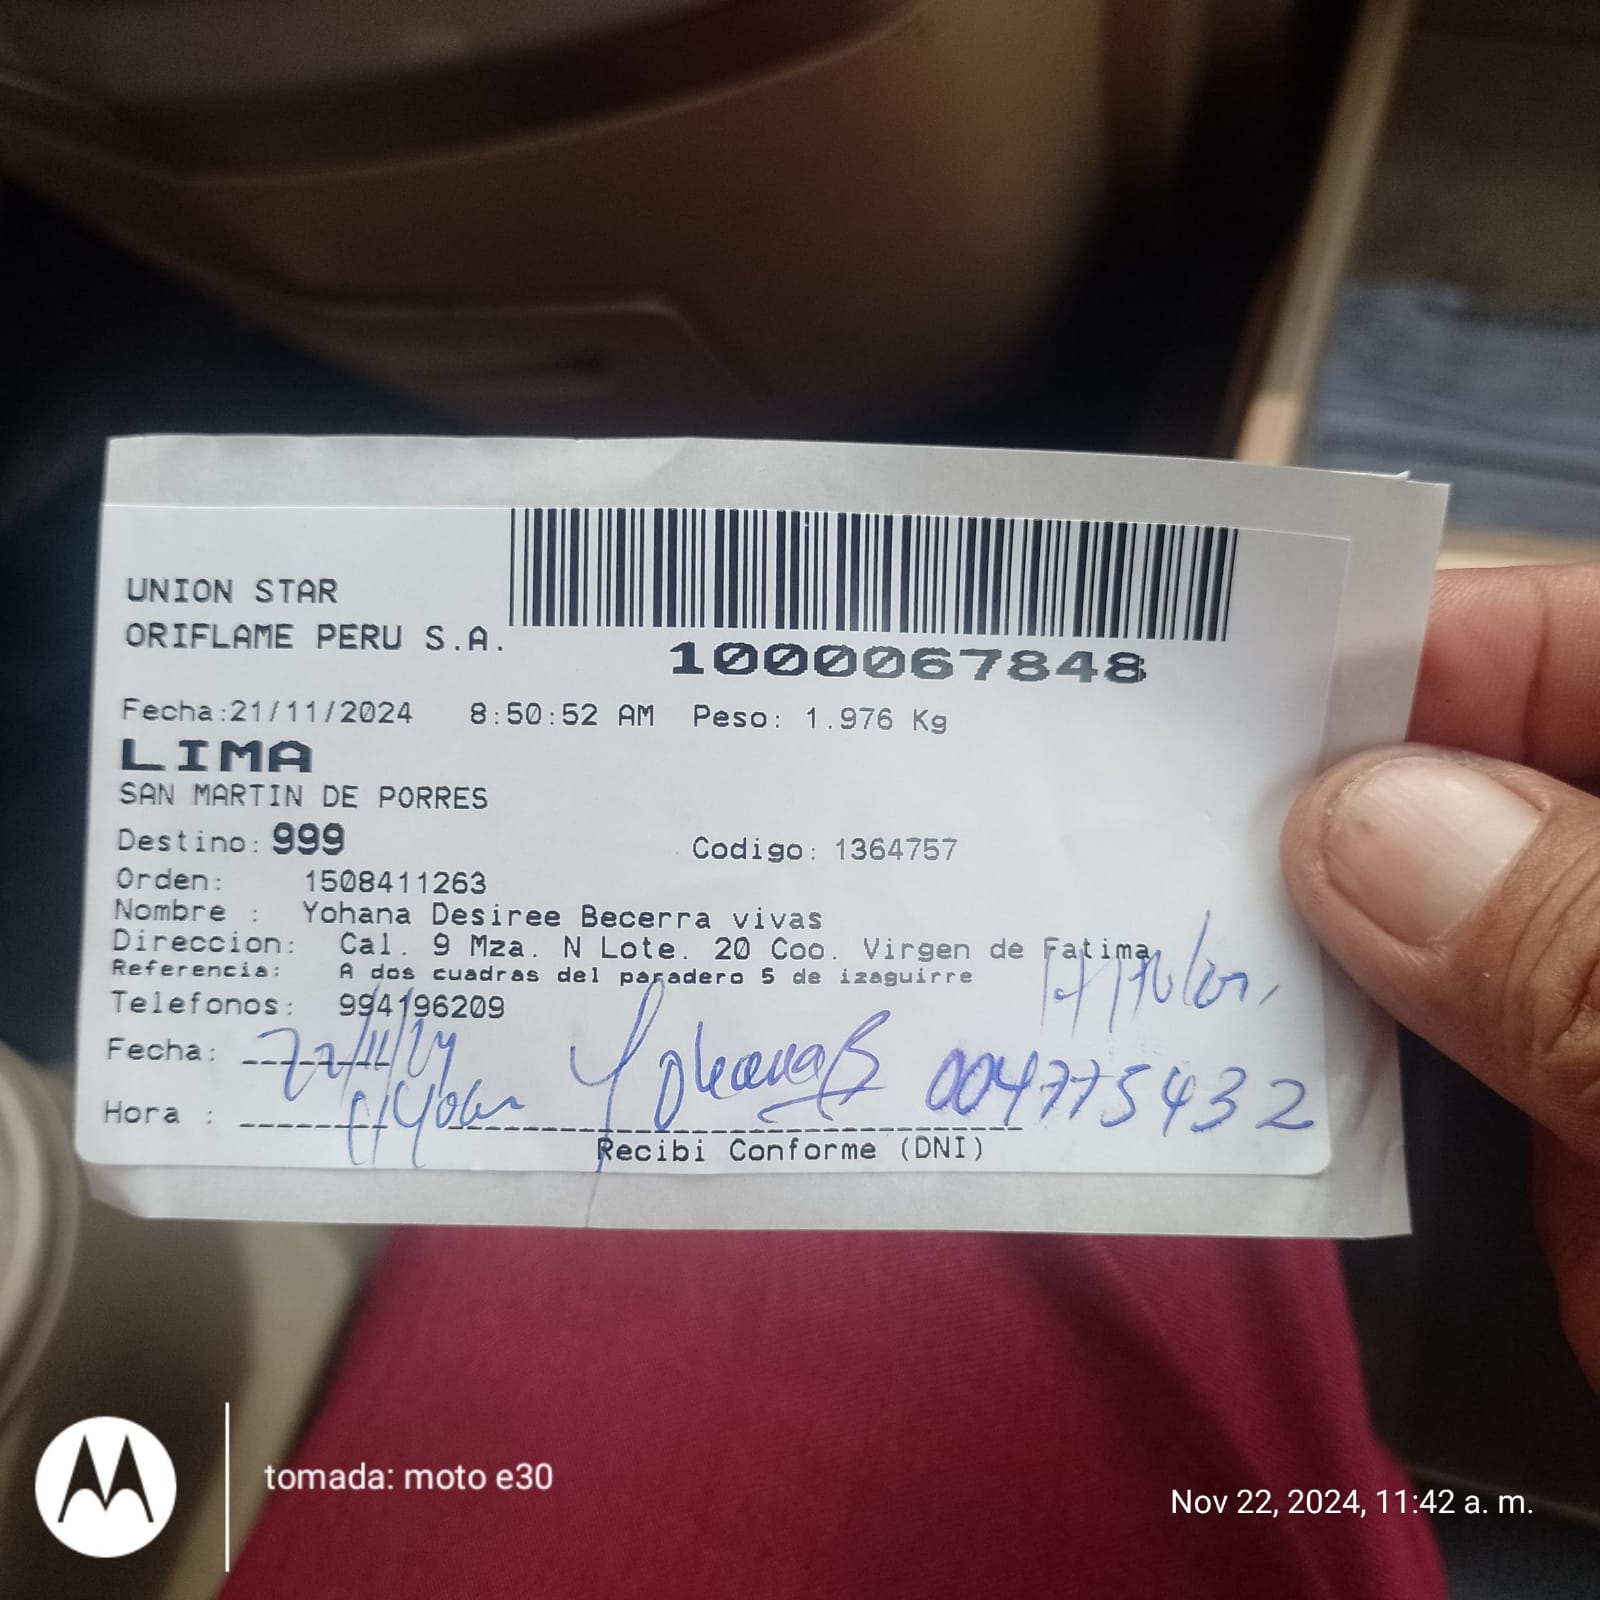 UNION STAR
ORIFLAME PERU S.A.
1000067848
Fecha:21/11/2024 8:50:52 AM Peso: 1.976 Kg
LIMA
SAN MARTIN DE PORRES
Destino: 999 Codigo: 1364757
Orden: 1508411263
Nombre : Yohana Desiree Becerra vivas
Direccion: Cal. 9 Mza. N Lote. 20 Coo. Virgen de Fatima
Referencia: A dos cuadras del paradero 5 de izaguirre
Telefonos: 994196209
Fecha: 22/11/24 Yohana B 004775432
Hora :
Recibi Conforme (DNI)
tomada: moto e30
Nov 22, 2024, 11:42 a. m.